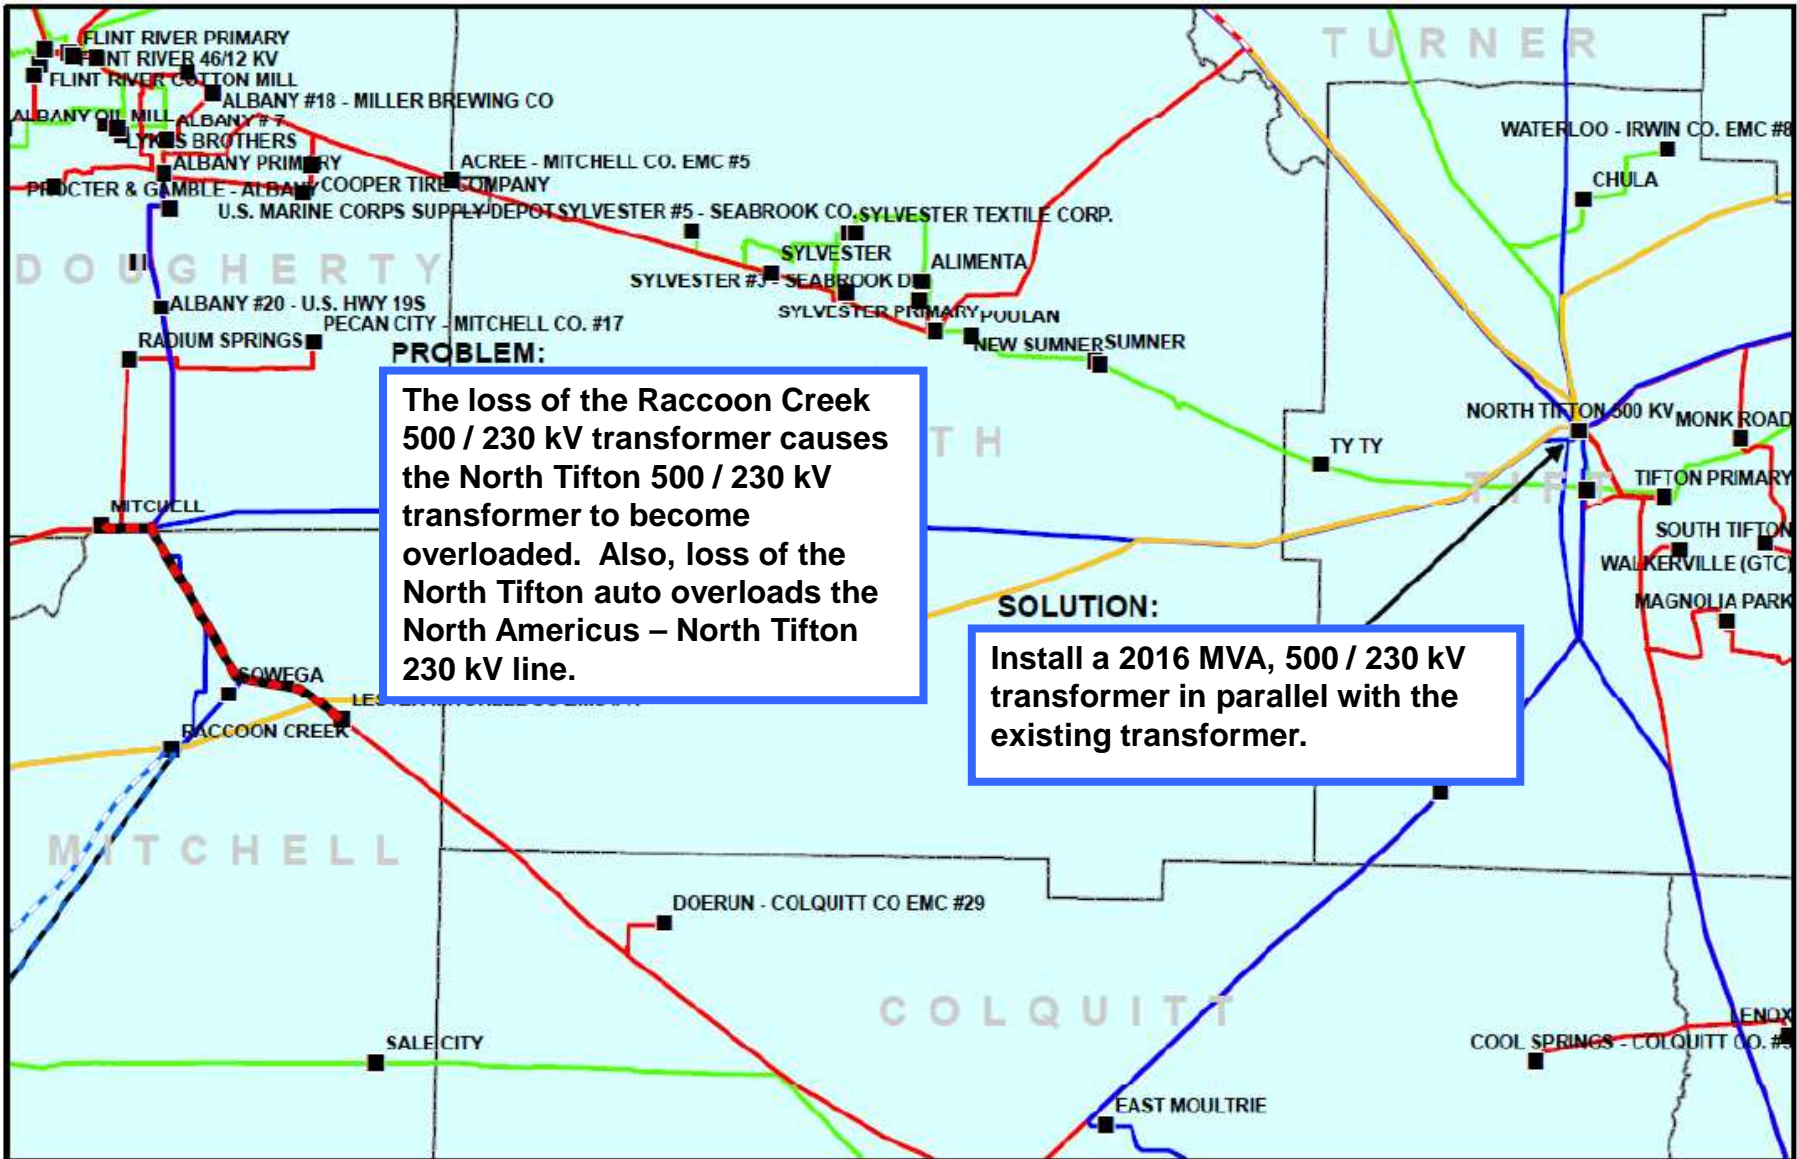 TURNER
FLINT RIVER PRIMARY
FLINT RIVER 46/12 KV
FLINT RIVER COTTON MILL
ALBANY #18 - MILLER BREWING CO
ALBANY OIL MILL
ALBANY # 7
LYKES BROTHERS
WATERLOO - IRWIN CO. EMC #8
ALBANY PRIMARY
ACREE - MITCHELL CO. EMC #5
CHULA
PROCTER & GAMBLE - ALBANY
COOPER TIRE COMPANY
U.S. MARINE CORPS SUPPLY DEPOT
SYLVESTER #5 - SEABROOK CO.
SYLVESTER TEXTILE CORP.
SYLVESTER
ALIMENTA
DOUGHERTY
SYLVESTER #3 - SEABROOK
ALBANY #20 - U.S. HWY 19S
SYLVESTER PRIMARY
POULAN
PECAN CITY - MITCHELL CO. #17
RADIUM SPRINGS
NEW SUMNER
SUMNER
PROBLEM:
The loss of the Raccoon Creek
500 / 230 kV transformer causes
the North Tifton 500 / 230 kV
transformer to become
overloaded. Also, loss of the
North Tifton auto overloads the
North Americus – North Tifton
230 kV line.
TH
NORTH TIFTON 500 KV
MONK ROAD
TY TY
TIFT
TIFTON PRIMARY
MITCHELL
SOUTH TIFTON
WALKERVILLE (GTC)
MAGNOLIA PARK
SOLUTION:
Install a 2016 MVA, 500 / 230 kV
transformer in parallel with the
existing transformer.
SOWEGA
RACCOON CREEK
MITCHELL
DOERUN - COLQUITT CO EMC #29
COLQUITT
LENOX
SALE CITY
COOL SPRINGS - COLQUITT CO. #
EAST MOULTRIE